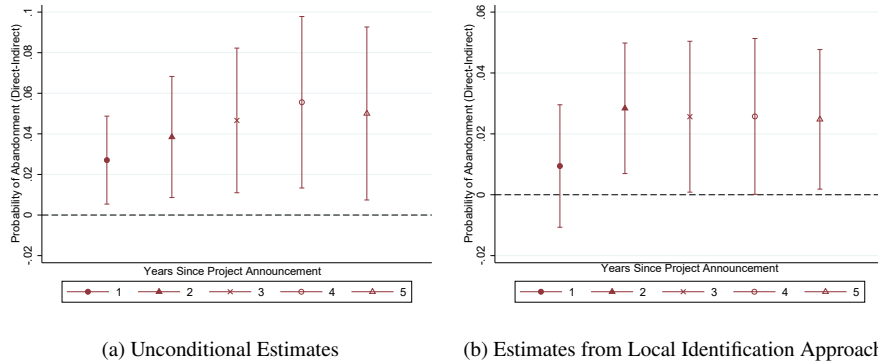 Probability of Abandonment (Direct-Indirect)
.1
.08
.06
.04
.02
0
-.02
Years Since Project Announcement
1 2 3 4 5
(a) Unconditional Estimates
Probability of Abandonment (Direct-Indirect)
.06
.04
.02
0
-.02
Years Since Project Announcement
1 2 3 4 5
(b) Estimates from Local Identification Approach